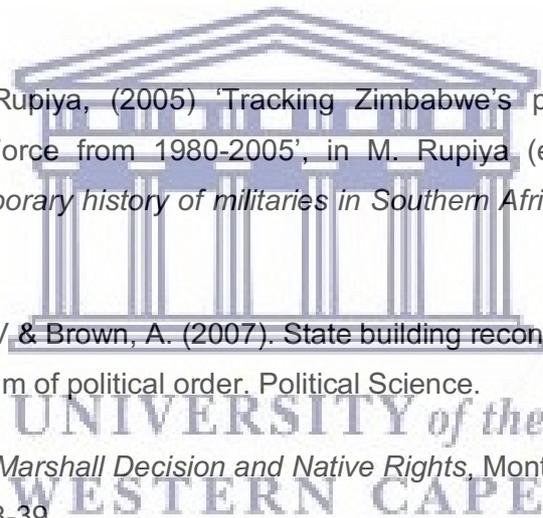 Rupiya, (2005) ‘Tracking Zimbabwe’s p
orce from 1980-2005’, in M. Rupiya (e
porary history of militaries in Southern Afri
& Brown, A. (2007). State building recon
m of political order. Political Science.
UNIVERSITY of the
Marshall Decision and Native Rights, Mont
WESTERN CAPE
3-39